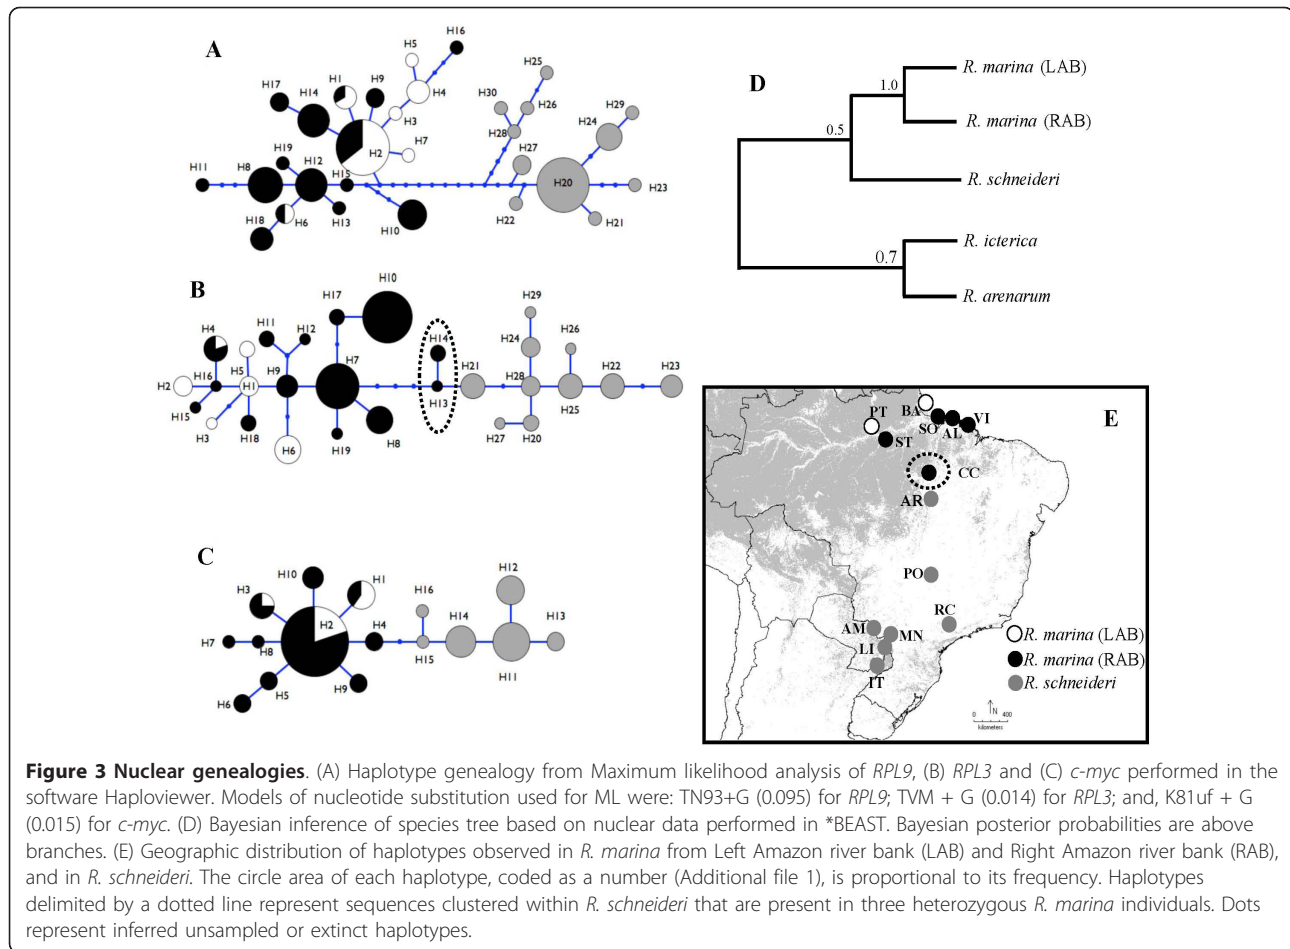 A
H5
H16
H17
H1
H9
H25
H14
H4
H30
H26
H29
H3
H24
H28
H7
H2
H19
H27
H11
H8
H12
H15
H20
H23
H22
H6
H13
H21
H18
H10
B
H10
H17
H29
H4
H11
H12
H14
H26
H5
H7
H24
H21
H22
H23
H2
H16
H1
H9
H28
H13
H25
H15
H3
H18
H8
H27
H20
H6
H19
C
H12
H10
H1
H3
H16
H14
H13
H2
H4
H7
H8
H15
H11
H5
H9
H6
D
R. marina (LAB)
1.0
R. marina (RAB)
0.5
R. schneideri
R. icterica
0.7
R. arenarum
E
PT
BA
VI
SO
AL
ST
CC
AR
PO
RC
AM
MN
LI
IT
R. marina (LAB)
R. marina (RAB)
R. schneideri
N
0 400
kilometers
Figure 3 Nuclear genealogies. (A) Haplotype genealogy from Maximum likelihood analysis of RPL9, (B) RPL3 and (C) c-myc performed in the
software Haploviewer. Models of nucleotide substitution used for ML were: TN93+G (0.095) for RPL9; TVM + G (0.014) for RPL3; and, K81uf + G
(0.015) for c-myc. (D) Bayesian inference of species tree based on nuclear data performed in *BEAST. Bayesian posterior probabilities are above
branches. (E) Geographic distribution of haplotypes observed in R. marina from Left Amazon river bank (LAB) and Right Amazon river bank (RAB),
and in R. schneideri. The circle area of each haplotype, coded as a number (Additional file 1), is proportional to its frequency. Haplotypes
delimited by a dotted line represent sequences clustered within R. schneideri that are present in three heterozygous R. marina individuals. Dots
represent inferred unsampled or extinct haplotypes.